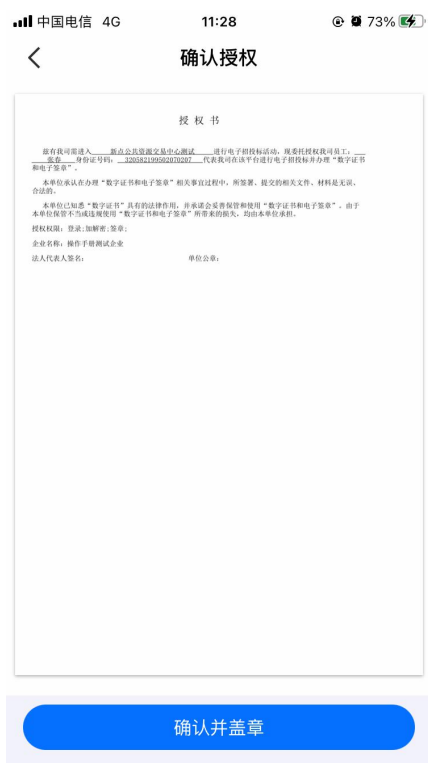 中国电信 4G 11:28 73%
确认授权
授 权 书
兹有我司需进入 新点公共资源交易中心测试 进行电子招投标活动，现委托授权我司员工：
张春 身份证号码： 320582199502070207 代表我司在该平台进行电子招投标并办理“数字证书
和电子签章”。
本单位承认在办理“数字证书和电子签章”相关事宜过程中，所签署、提交的相关文件、材料是无误、
合法的。
本单位已知悉“数字证书”具有的法律作用，并承诺会妥善保管和使用“数字证书和电子签章”。由于
本单位保管不当或违规使用“数字证书和电子签章”所带来的损失，均由本单位承担。
授权权限：登录;加解密;签章;
企业名称：操作手册测试企业
法人代表人签名： 单位公章：
确认并盖章